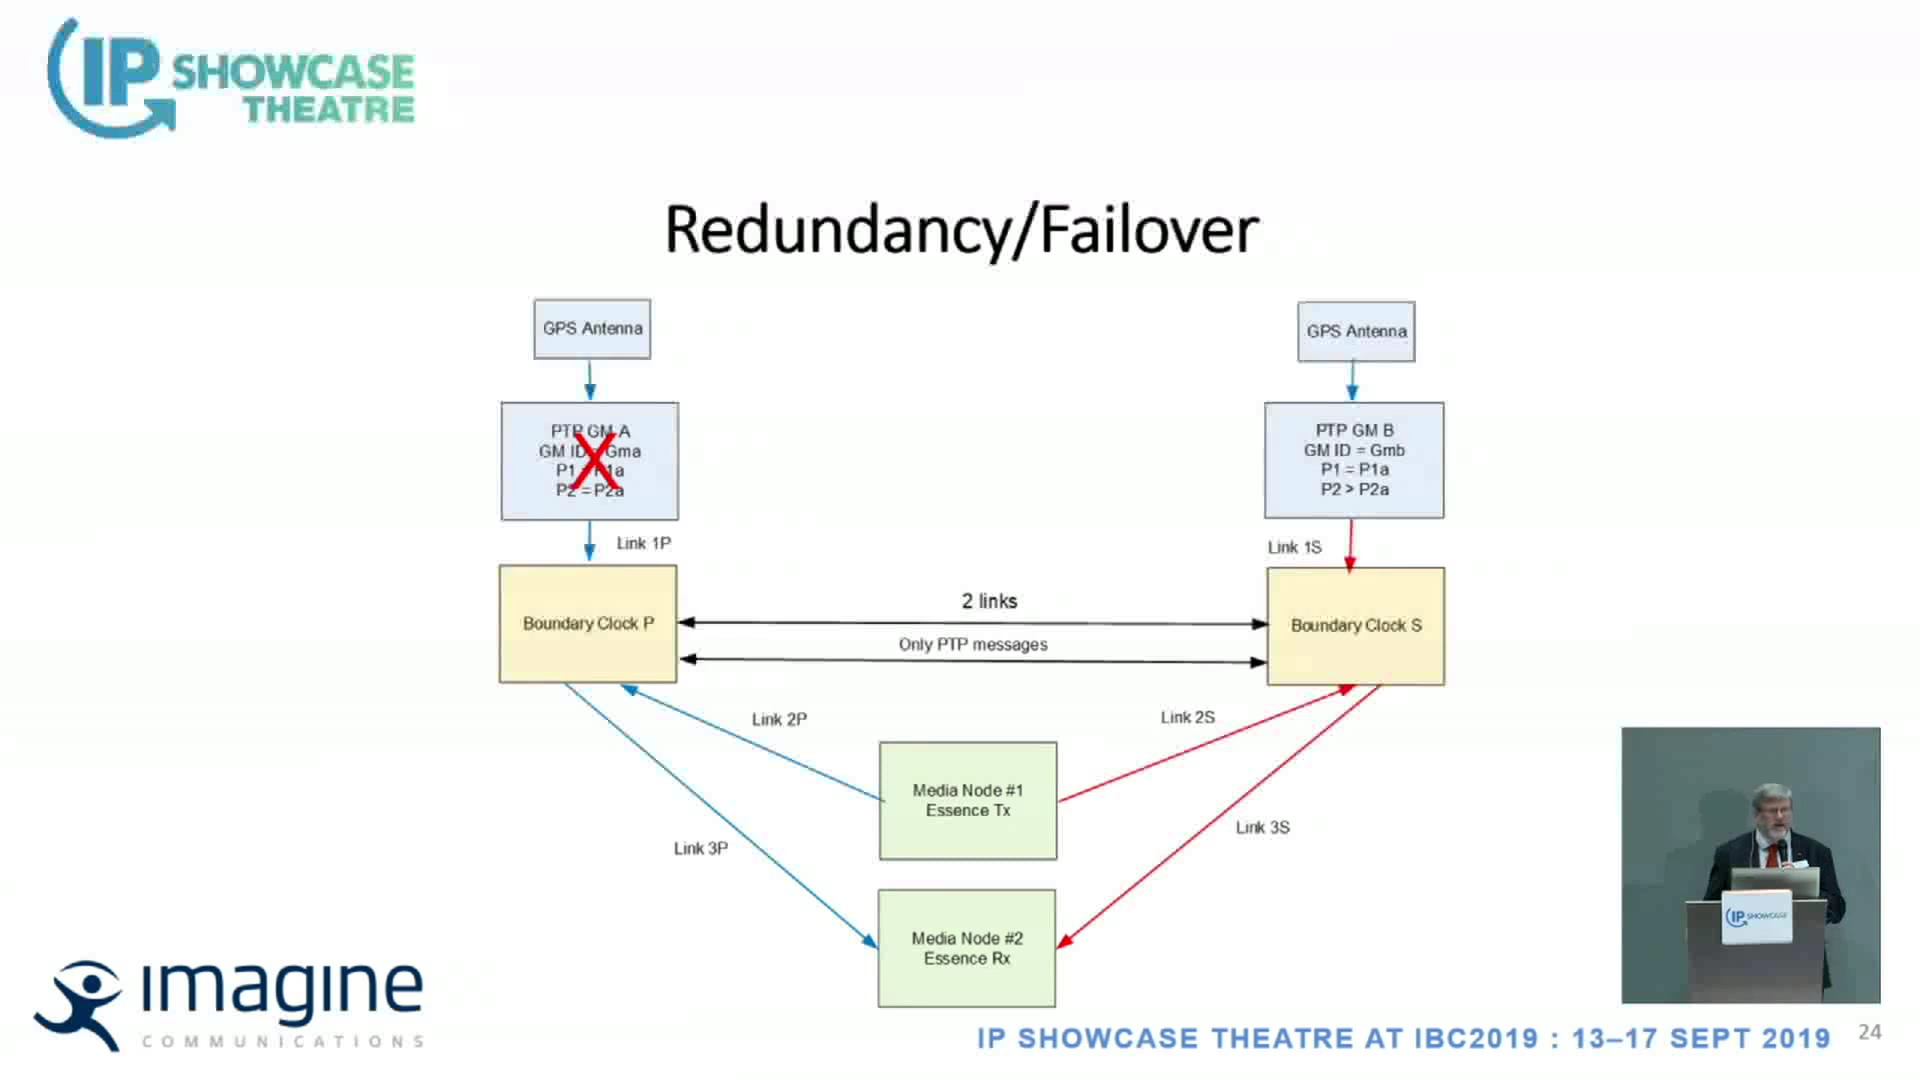 IP SHOWCASE
THEATRE
Redundancy/Failover
GPS Antenna
GPS Antenna
PTP GM A
GM ID = Gma
P1 = P1a
P2 = P2a
PTP GM B
GM ID = Gmb
P1 = P1a
P2 > P2a
Link 1P
Link 1S
Boundary Clock P
2 links
Only PTP messages
Boundary Clock S
Link 2P
Link 2S
Media Node #1
Essence Tx
Link 3P
Link 3S
Media Node #2
Essence Rx
IP SHOWCASE
imagine
COMMUNICATIONS
IP SHOWCASE THEATRE AT IBC2019 : 13–17 SEPT 2019
24